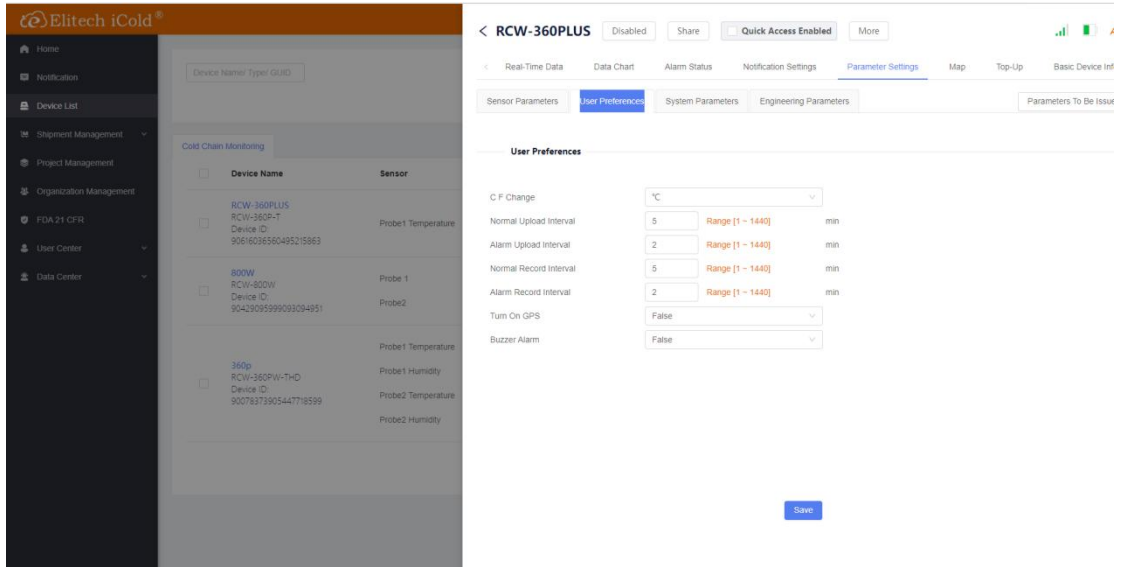 Elitech iCold®
Home
Notification
Device List
Shipment Management
Project Management
Organization Management
FDA 21 CFR
User Center
Data Center
Device Name/ Type/ GUID
Cold Chain Monitoring
Device Name Sensor
RCW-360PLUS
RCW-360P-T
Device ID:
90616036560495215863
Probe1 Temperature
800W
RCW-800W
Device ID:
90429095999093094951
Probe 1
Probe2
360p
RCW-360PW-THD
Device ID:
90078373905447718599
Probe1 Temperature
Probe1 Humidity
Probe2 Temperature
Probe2 Humidity
< RCW-360PLUS Disabled Share Quick Access Enabled More
< Real-Time Data Data Chart Alarm Status Notification Settings Parameter Settings Map Top-Up Basic Device Inf
Sensor Parameters User Preferences System Parameters Engineering Parameters Parameters To Be Issue
User Preferences
C F Change ℃
Normal Upload Interval 5 Range [1 ~ 1440] min
Alarm Upload Interval 2 Range [1 ~ 1440] min
Normal Record Interval 5 Range [1 ~ 1440] min
Alarm Record Interval 2 Range [1 ~ 1440] min
Turn On GPS False
Buzzer Alarm False
Save